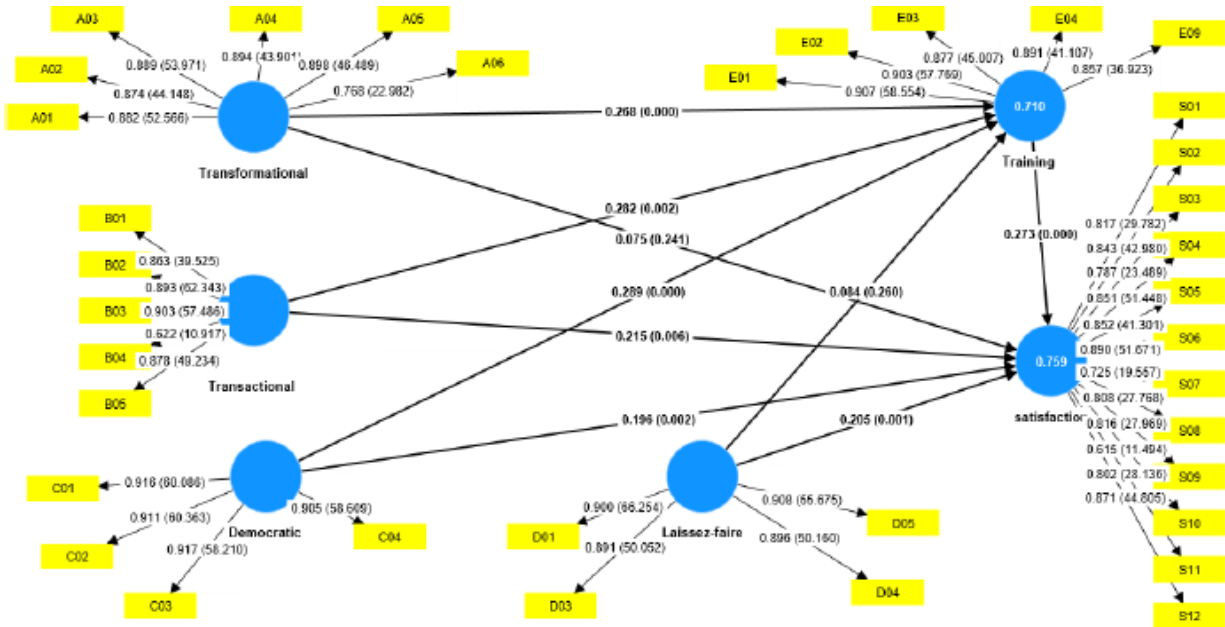 A03
A04
A05
E03
E04
E09
0.889 (53.971)
0.894 (43.901)
0.898 (46.489)
0.877 (45.007)
0.891 (41.107)
E02
A02
A06
0.903 (57.769)
0.857 (36.923)
0.874 (44.148)
0.768 (22.982)
E01
0.907 (58.554)
A01
0.882 (52.566)
0.268 (0.000)
0.710
S01
Transformational
Training
S02
S03
B01
0.282 (0.002)
0.817 (29.782)
0.075 (0.241)
0.273 (0.000)
0.843 (42.980)
S04
B02
0.863 (39.525)
0.787 (23.489)
0.893 (62.343)
0.289 (0.000)
0.084 (0.260)
0.851 (51.448)
S05
B03
0.903 (57.486)
0.852 (41.301)
0.622 (10.917)
0.215 (0.006)
S06
B04
0.878 (49.234)
0.759
0.890 (51.671)
0.725 (19.557)
Transactional
S07
B05
0.808 (27.768)
satisfaction
0.196 (0.002)
0.205 (0.001)
0.816 (27.969)
S08
0.615 (11.494)
0.802 (28.136)
S09
C01
0.916 (60.086)
0.871 (44.805)
0.905 (58.609)
0.900 (66.254)
0.908 (65.675)
0.911 (60.363)
Democratic
C04
D01
Laissez-faire
D05
S10
C02
0.917 (58.210)
0.891 (50.052)
0.896 (50.160)
S11
C03
D03
D04
S12